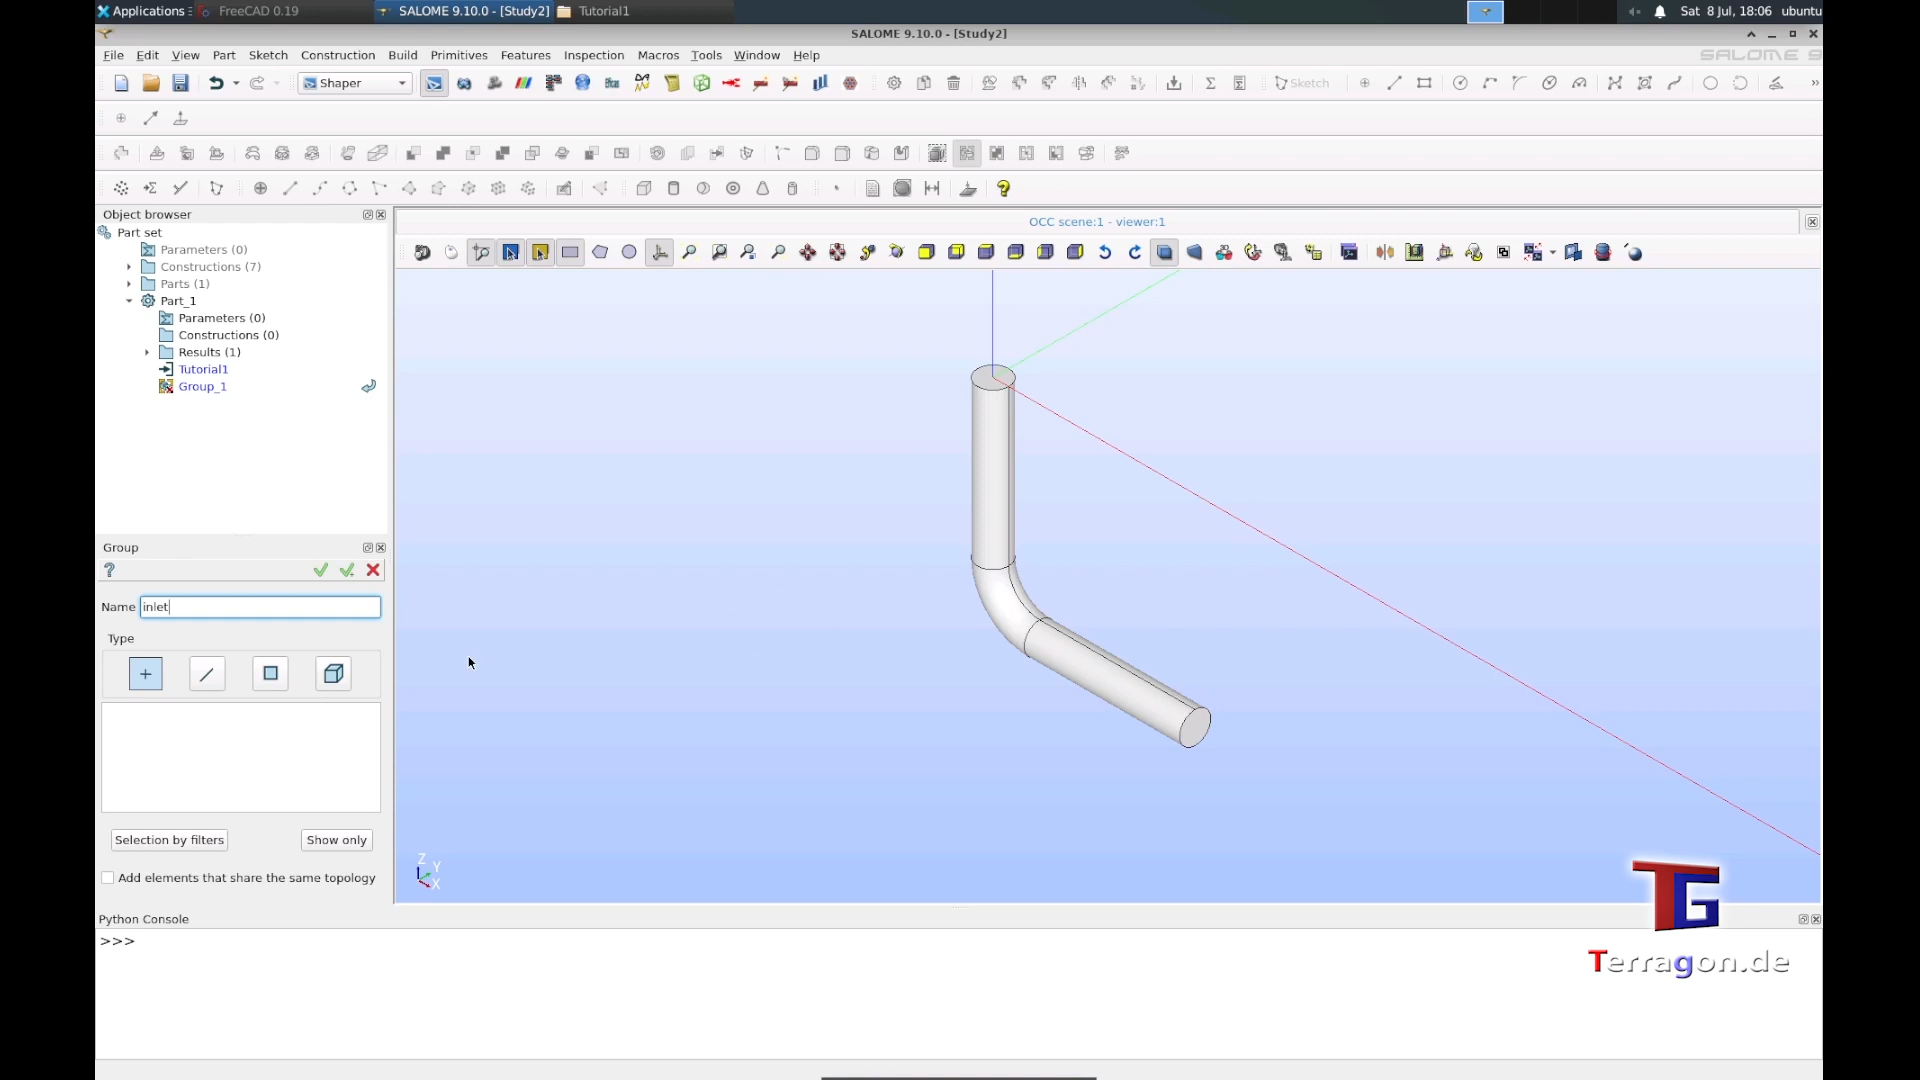 Applications
FreeCAD 0.19
SALOME 9.10.0 - [Study2]
Tutorial1
Sat 8 Jul, 18:06 ubuntu
SALOME 9.10.0 - [Study2]
File Edit View Part Sketch Construction Build Primitives Features Inspection Macros Tools Window Help
SALOME 9
Shaper
Sketch
Object browser
OCC scene:1 - viewer:1
Part set
Parameters (0)
Constructions (7)
Parts (1)
Part_1
Parameters (0)
Constructions (0)
Results (1)
Tutorial1
Group_1
Group
Name inlet
Type
Selection by filters
Show only
Add elements that share the same topology
Z
Y
X
Python Console
>>>
TG
Terragon.de